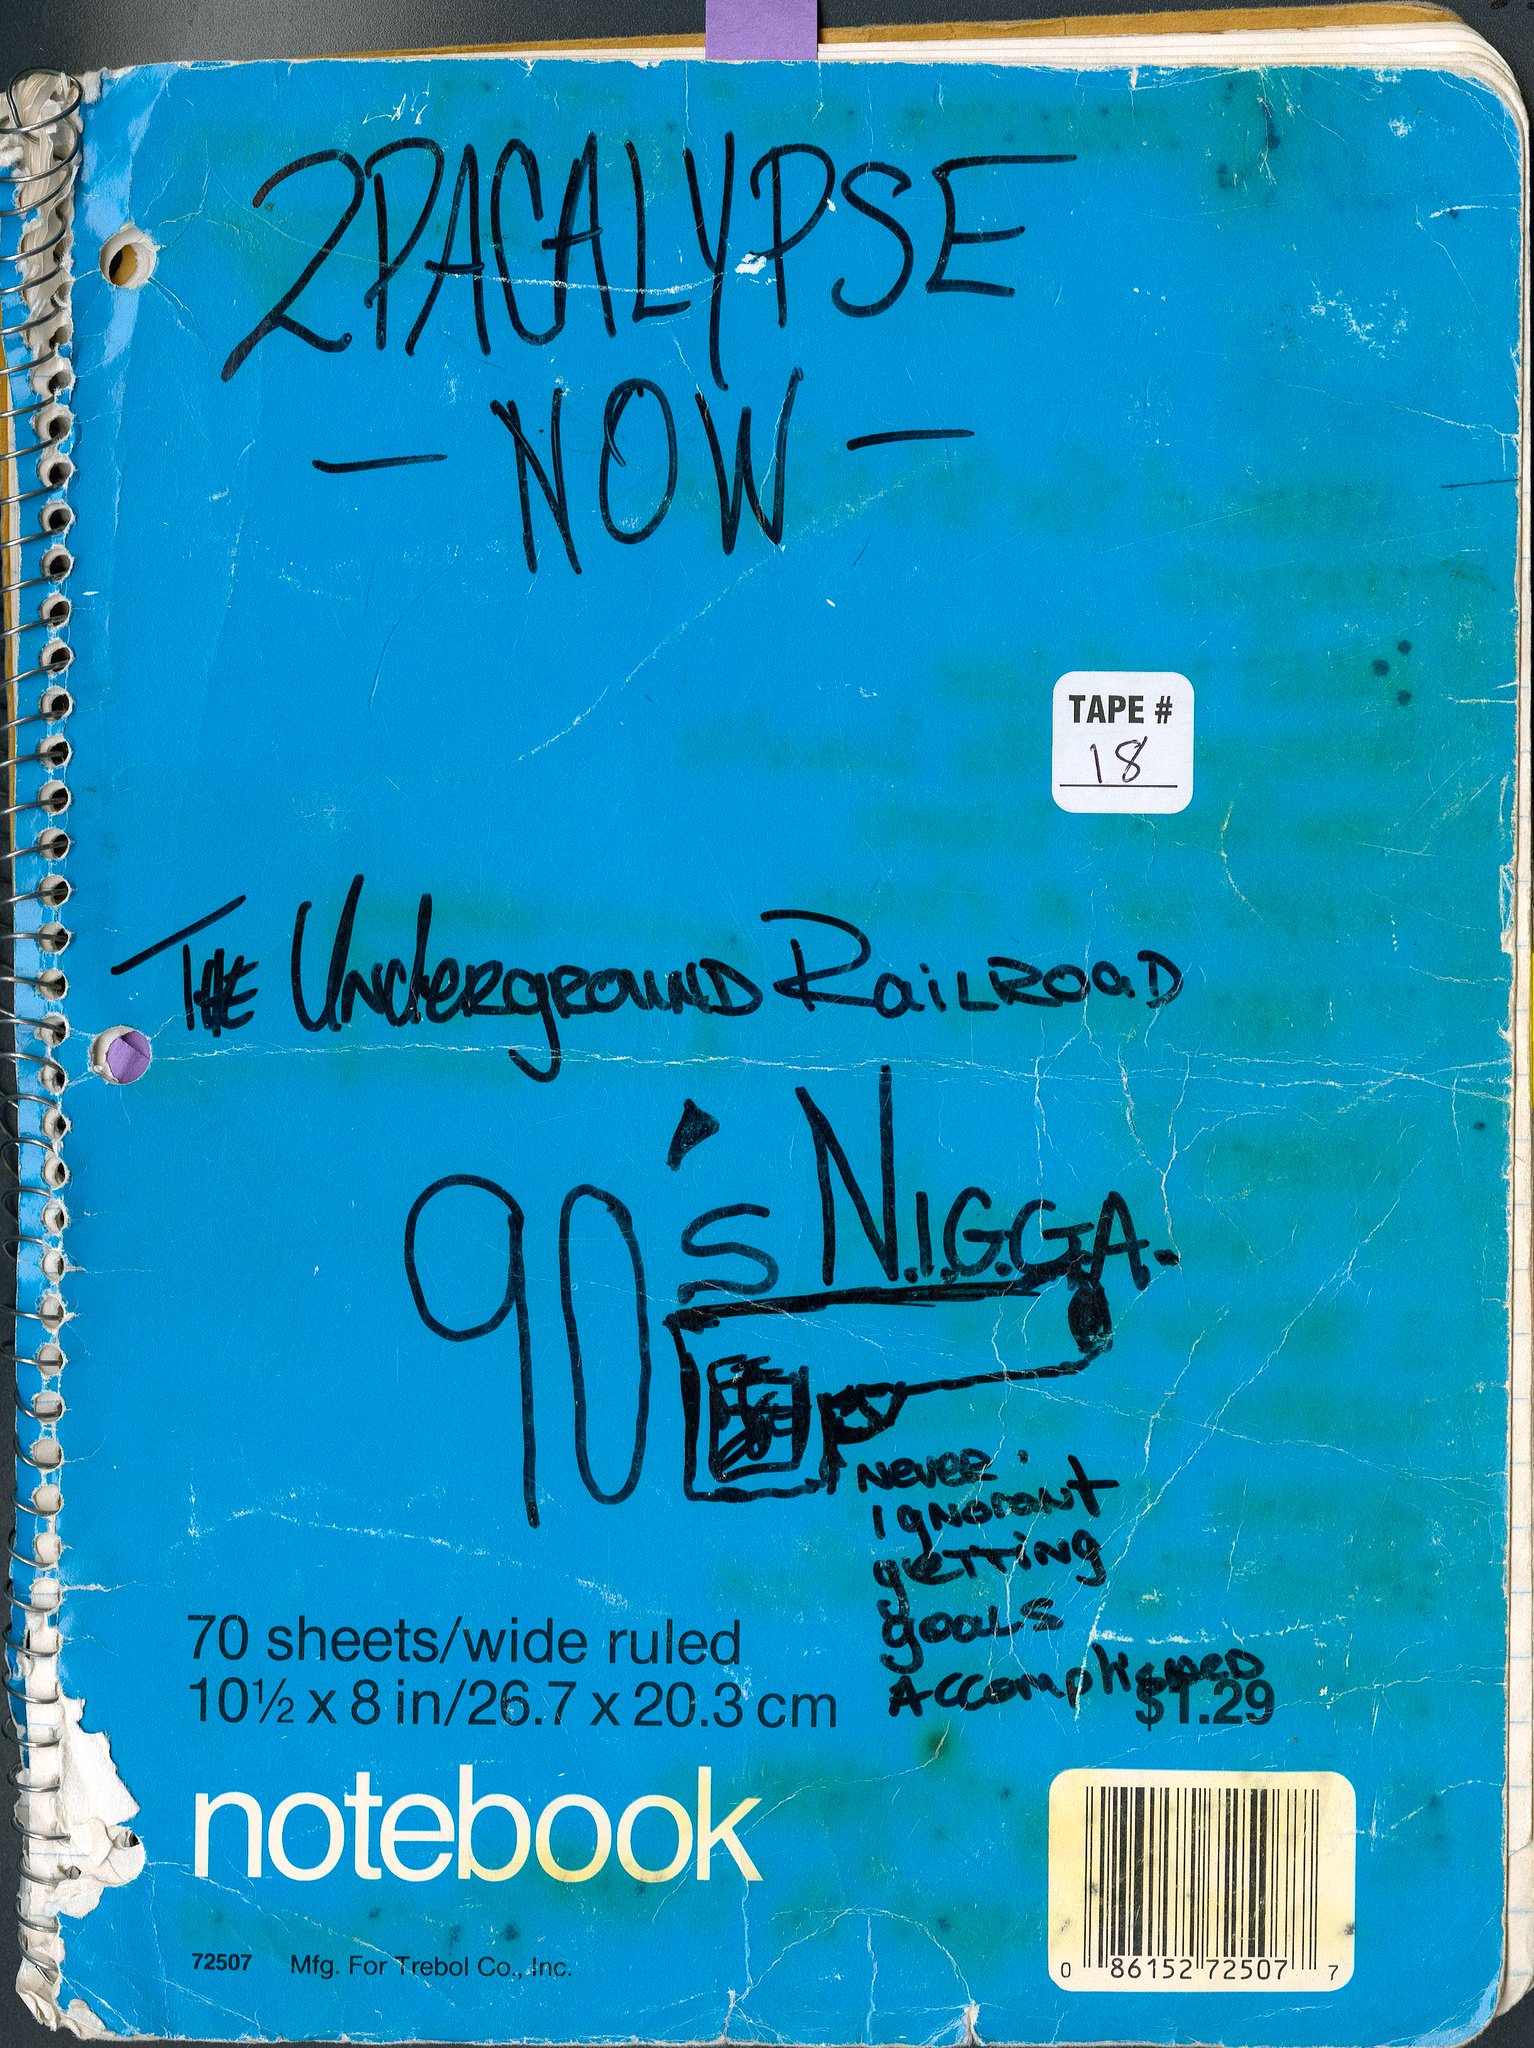 2PACALYPSE
— NOW —
TAPE #
18
THE UNDERGROUND RAILROAD
90's N.I.G.G.A.
NEVER
IGNORANT
GETTING
GOALS
ACCOMPLISHED
70 sheets/wide ruled
10½ x 8 in/26.7 x 20.3 cm
$1.29
notebook
72507 Mfg. For Trebol Co., Inc.
0 86152 72507 7